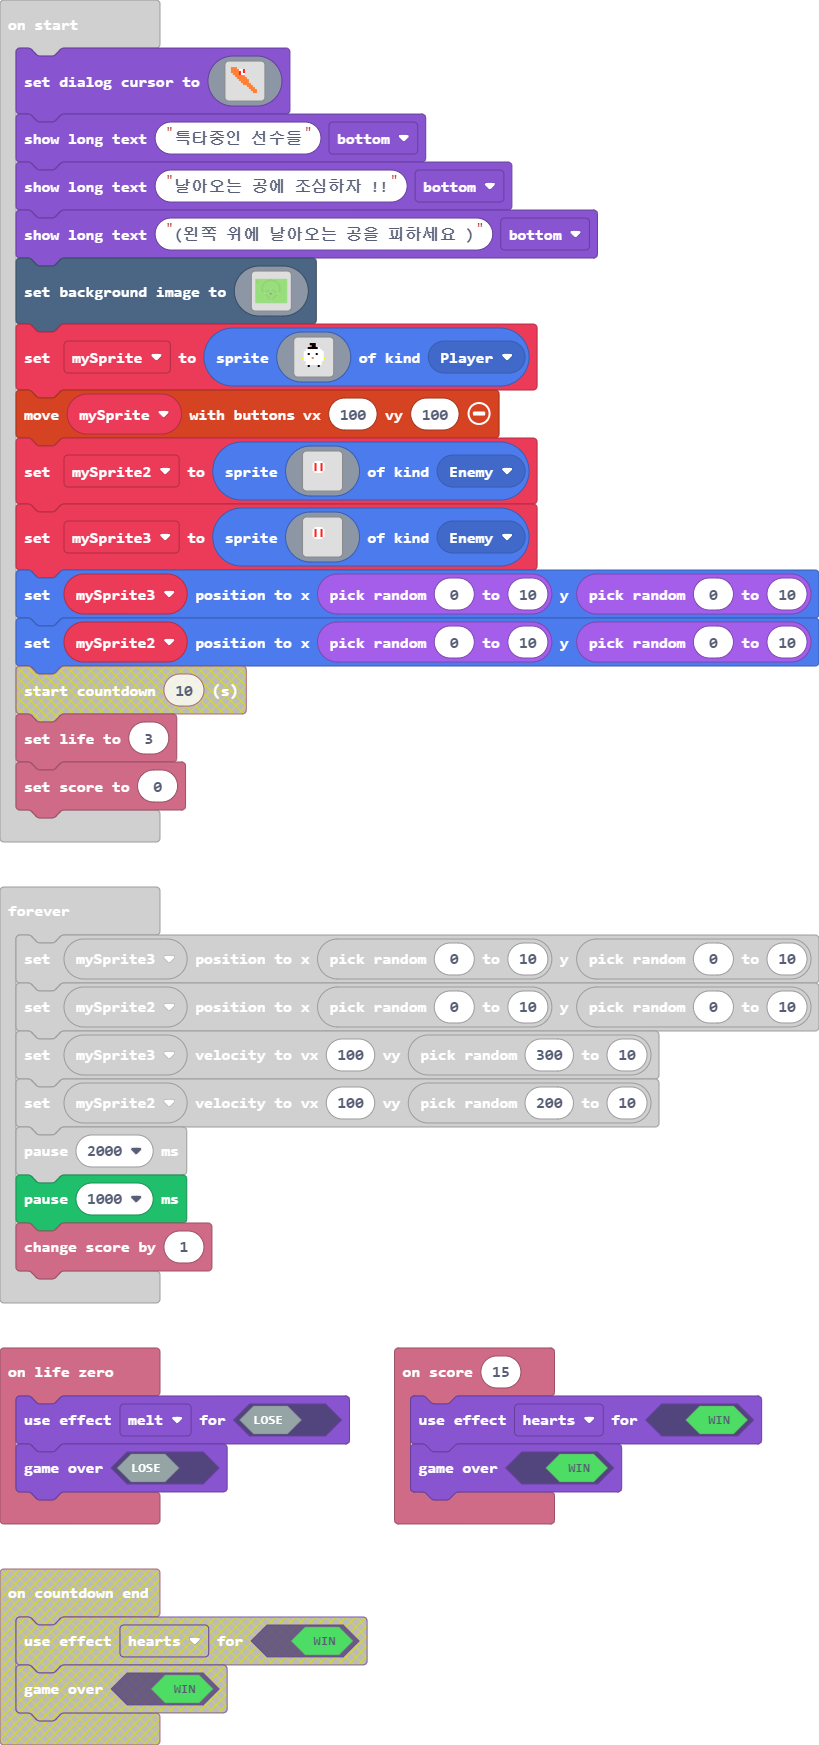 on start
set dialog cursor to
show long text "특타중인 선수들" bottom
show long text "날아오는 공에 조심하자 !!" bottom
show long text "(왼쪽 위에 날아오는 공을 피하세요 )" bottom
set background image to
set mySprite to sprite of kind Player
move mySprite with buttons vx 100 vy 100
set mySprite2 to sprite of kind Enemy
set mySprite3 to sprite of kind Enemy
set mySprite3 position to x pick random 0 to 10 y pick random 0 to 10
set mySprite2 position to x pick random 0 to 10 y pick random 0 to 10
start countdown 10 (s)
set life to 3
set score to 0
forever
set mySprite3 position to x pick random 0 to 10 y pick random 0 to 10
set mySprite2 position to x pick random 0 to 10 y pick random 0 to 10
set mySprite3 velocity to vx 100 vy pick random 300 to 10
set mySprite2 velocity to vx 100 vy pick random 200 to 10
pause 2000 ms
pause 1000 ms
change score by 1
on life zero
use effect melt for LOSE
game over LOSE
on score 15
use effect hearts for WIN
game over WIN
on countdown end
use effect hearts for WIN
game over WIN